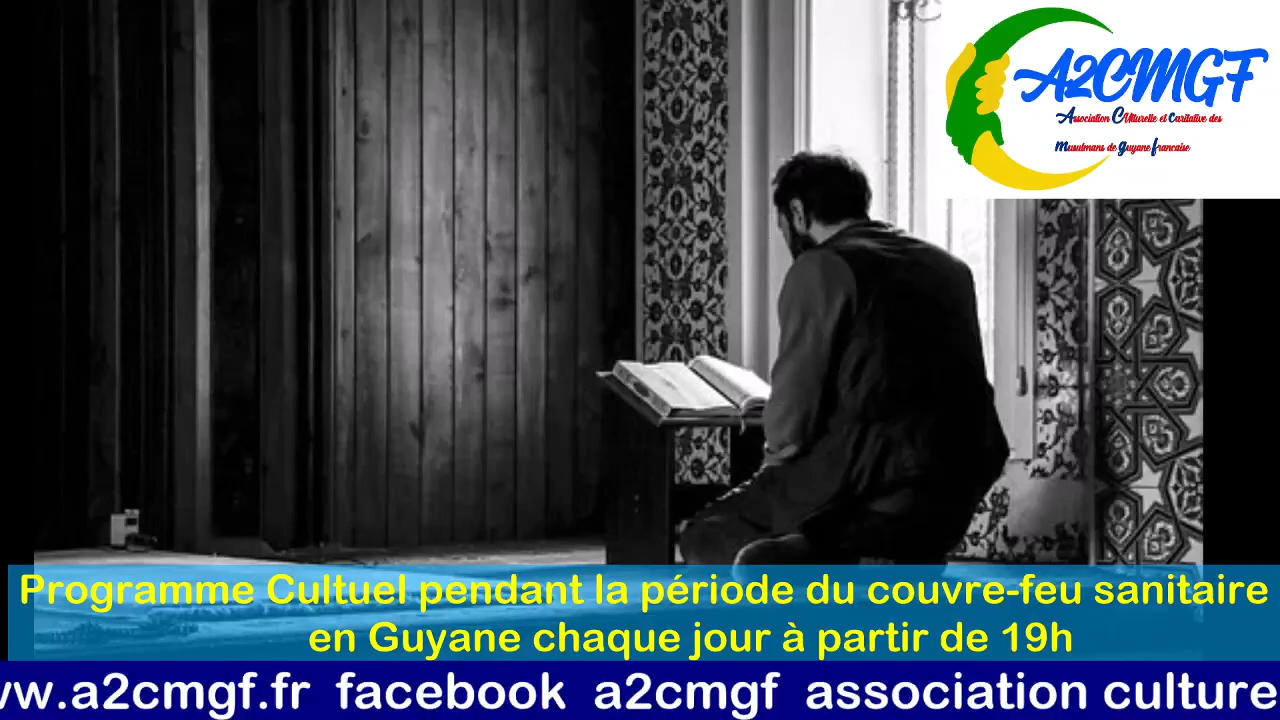 A2CMGF
Association CUlturelle et caritative des
Musulmans de Guyane française
Programme Cultuel pendant la période du couvre-feu sanitaire
en Guyane chaque jour à partir de 19h
ww.a2cmgf.fr facebook a2cmgf association culture